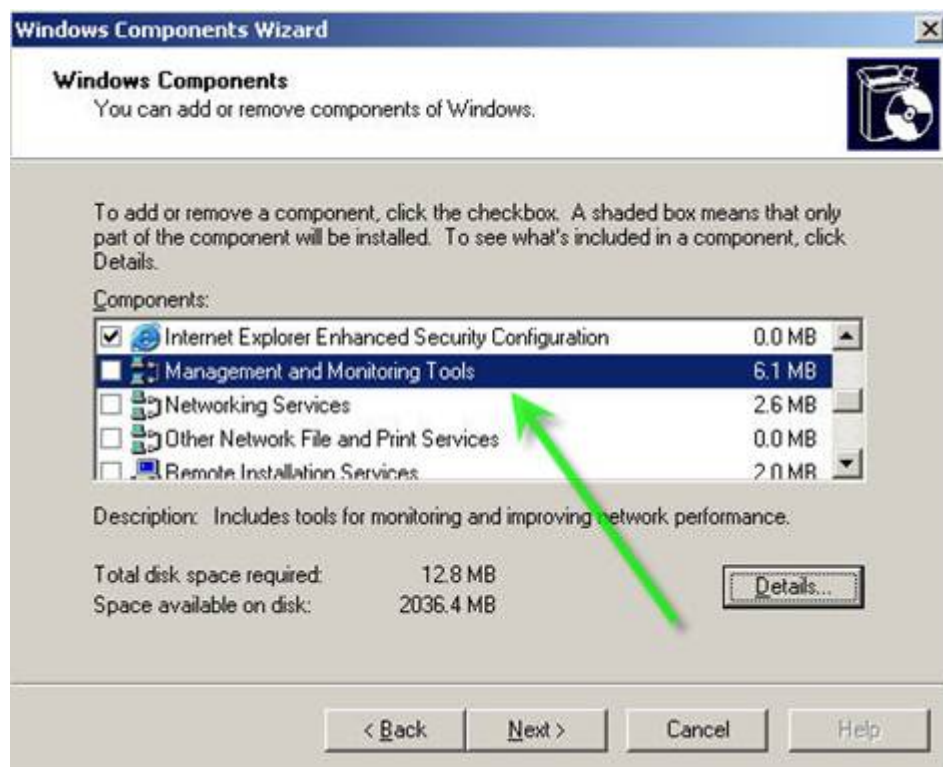 Windows Components Wizard
Windows Components
You can add or remove components of Windows.
To add or remove a component, click the checkbox. A shaded box means that only
part of the component will be installed. To see what's included in a component, click
Details.
Components:
Internet Explorer Enhanced Security Configuration 0.0 MB
Management and Monitoring Tools 6.1 MB
Networking Services 2.6 MB
Other Network File and Print Services 0.0 MB
Remote Installation Services 2.0 MB
Description: Includes tools for monitoring and improving network performance.
Total disk space required: 12.8 MB
Space available on disk: 2036.4 MB
Details...
< Back Next > Cancel Help